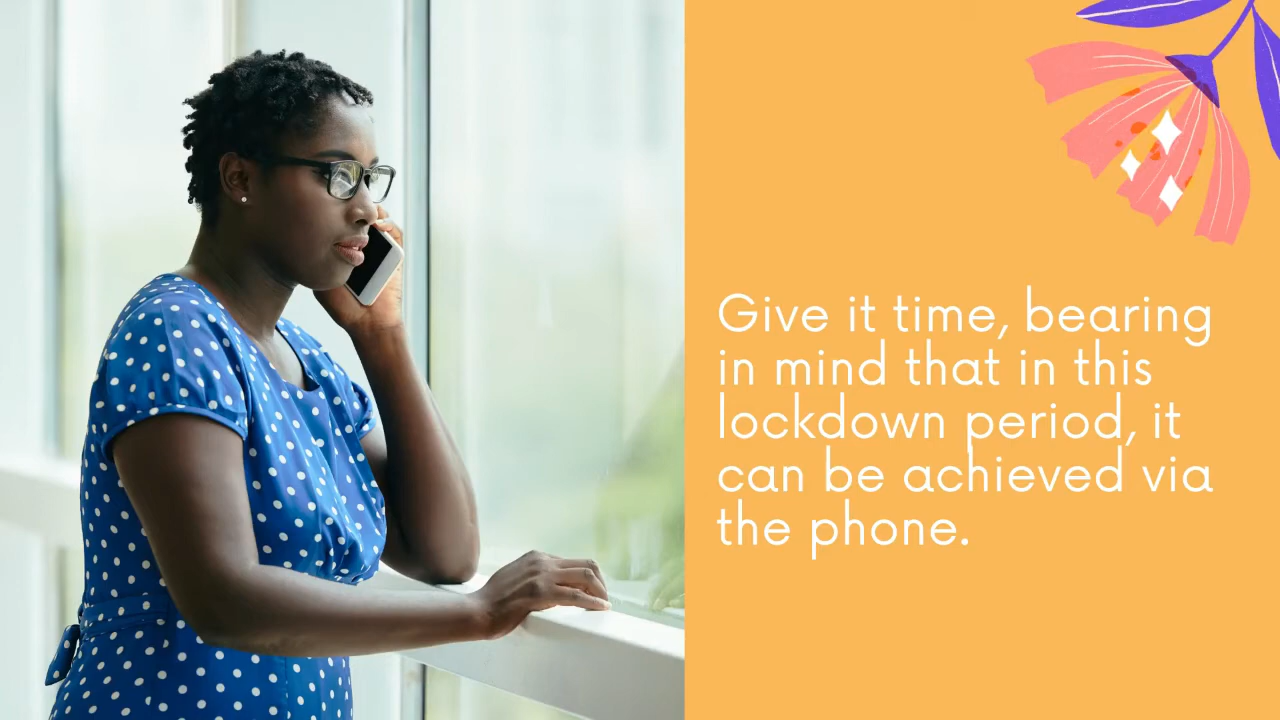 Give it time, bearing
in mind that in this
lockdown period, it
can be achieved via
the phone.